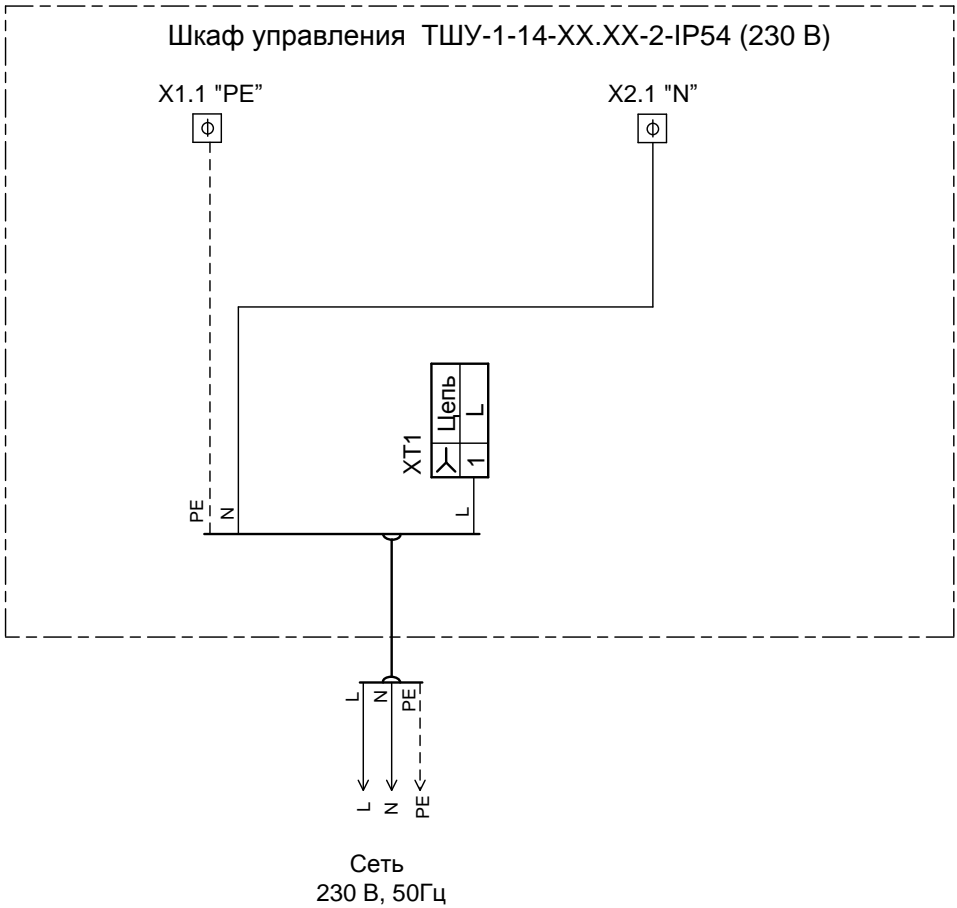 Шкаф управления ТШУ-1-14-XX.XX-2-IP54 (230 В)
X1.1 "PE”
X2.1 "N”
XT1
Цепь
1
L
PE
N
L
L
N
PE
L
N
PE
Сеть
230 В, 50Гц